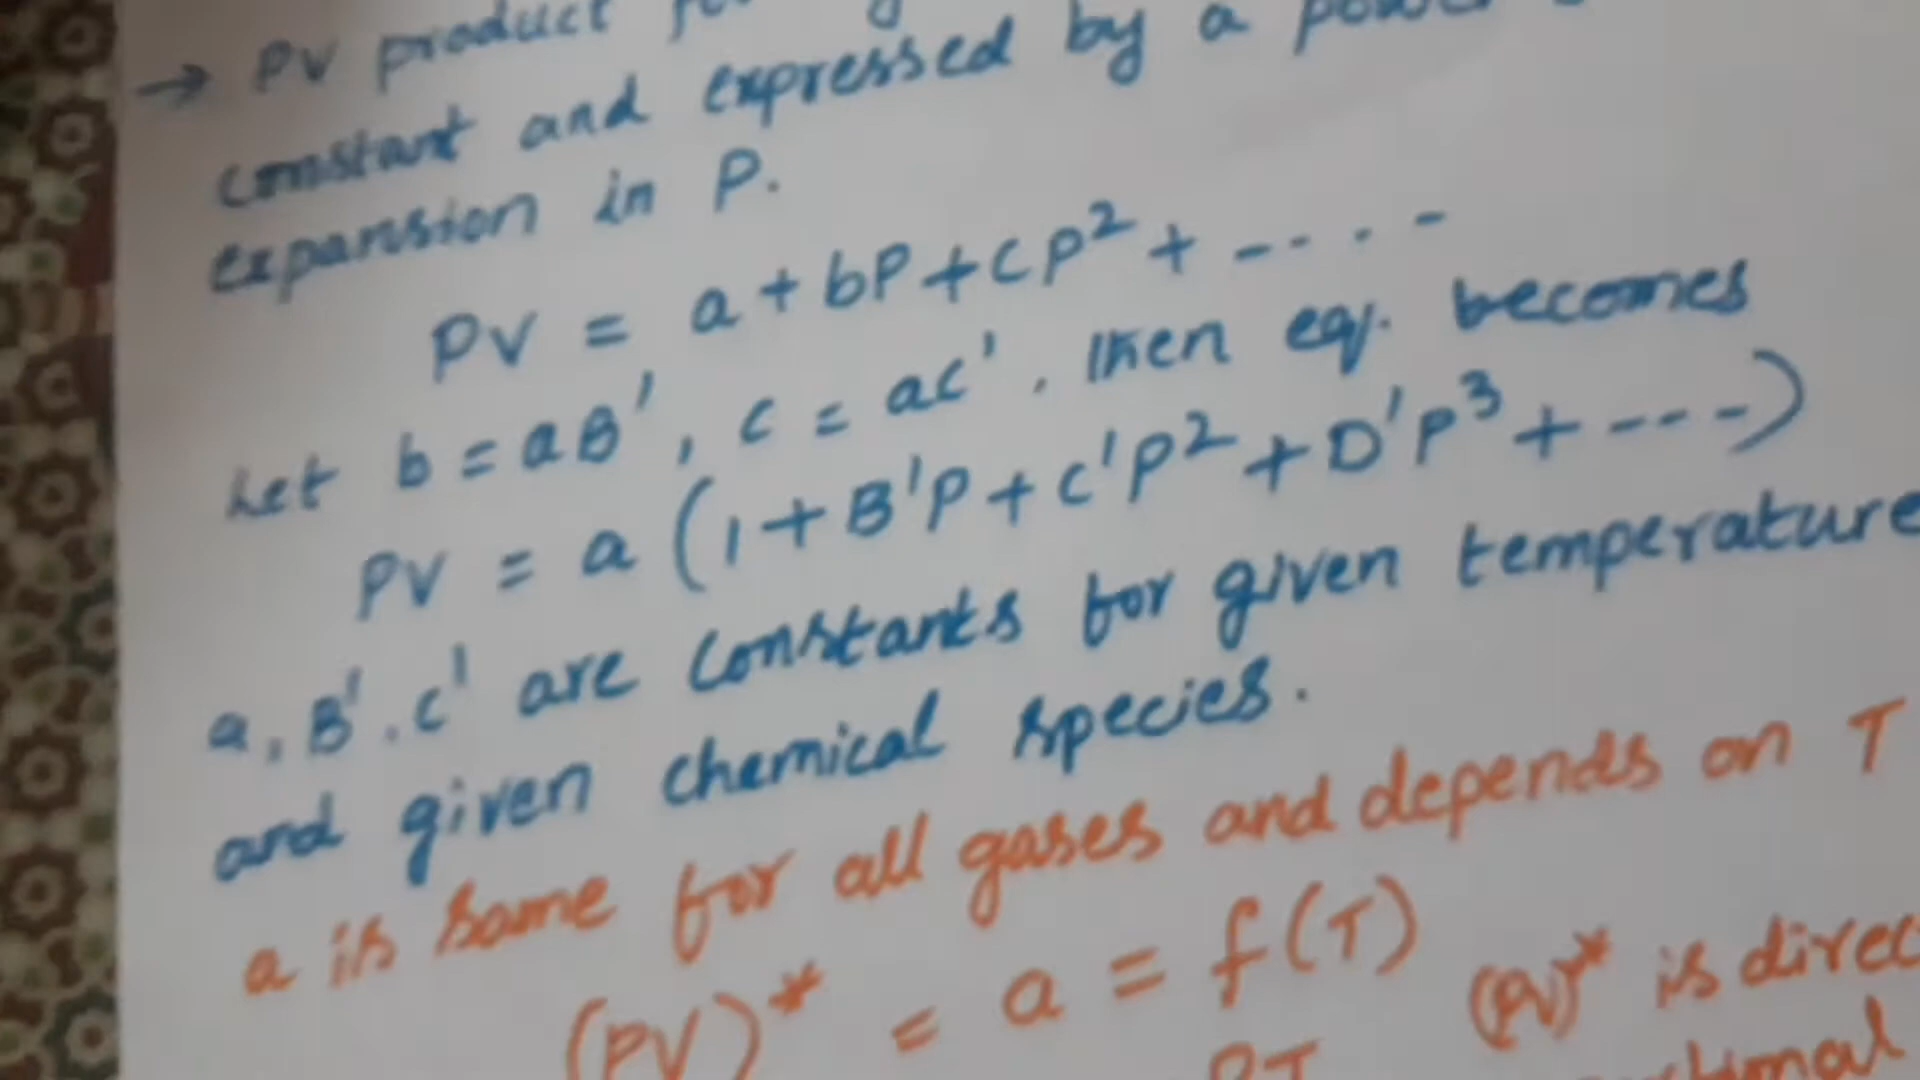 → PV product
constant and expressed by a power
expansion in P.
PV = a + bP + CP² + - - . . -
Let b = aB', c = ac'. then eq. becomes
PV = a (1 + B'P + C'P² + D'P³ + - - - -)
a, B', C' are constants for given temperature
and given chemical species.
a is same for all gases and depends on T
(PV)* = a = f(T) (PV)* is direc
RT